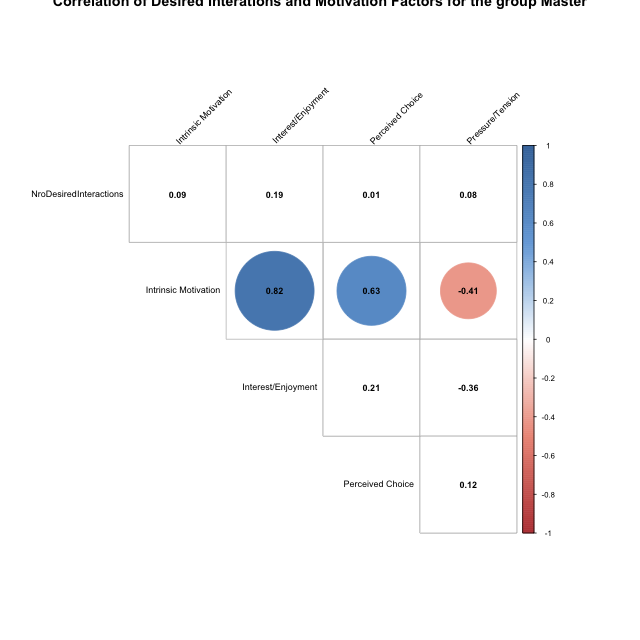 Correlation of Desired Interations and Motivation Factors for the group Master
Intrinsic Motivation
Interest/Enjoyment
Perceived Choice
Pressure/Tension
NroDesiredInteractions
0.09
0.19
0.01
0.08
Intrinsic Motivation
0.82
0.63
-0.41
Interest/Enjoyment
0.21
-0.36
Perceived Choice
0.12
1
0.8
0.6
0.4
0.2
0
-0.2
-0.4
-0.6
-0.8
-1